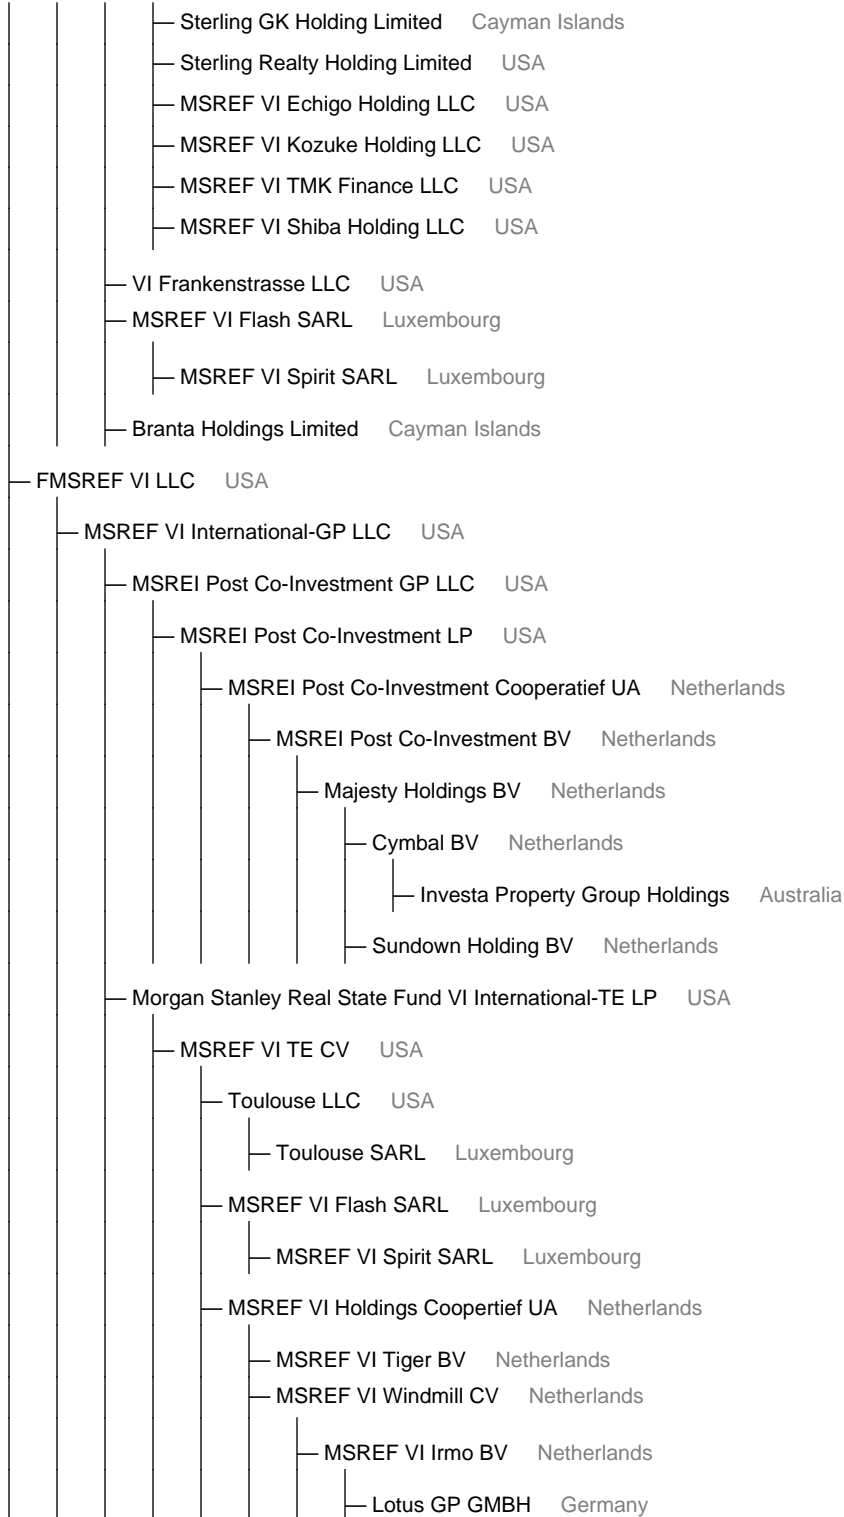 Sterling GK Holding Limited Cayman Islands
Sterling Realty Holding Limited USA
MSREF VI Echigo Holding LLC USA
MSREF VI Kozuke Holding LLC USA
MSREF VI TMK Finance LLC USA
MSREF VI Shiba Holding LLC USA
VI Frankenstrasse LLC USA
MSREF VI Flash SARL Luxembourg
MSREF VI Spirit SARL Luxembourg
Branta Holdings Limited Cayman Islands
FMSREF VI LLC USA
MSREF VI International-GP LLC USA
MSREI Post Co-Investment GP LLC USA
MSREI Post Co-Investment LP USA
MSREI Post Co-Investment Cooperatief UA Netherlands
MSREI Post Co-Investment BV Netherlands
Majesty Holdings BV Netherlands
Cymbal BV Netherlands
Investa Property Group Holdings Australia
Sundown Holding BV Netherlands
Morgan Stanley Real State Fund VI International-TE LP USA
MSREF VI TE CV USA
Toulouse LLC USA
Toulouse SARL Luxembourg
MSREF VI Flash SARL Luxembourg
MSREF VI Spirit SARL Luxembourg
MSREF VI Holdings Coopertief UA Netherlands
MSREF VI Tiger BV Netherlands
MSREF VI Windmill CV Netherlands
MSREF VI Irmo BV Netherlands
Lotus GP GMBH Germany